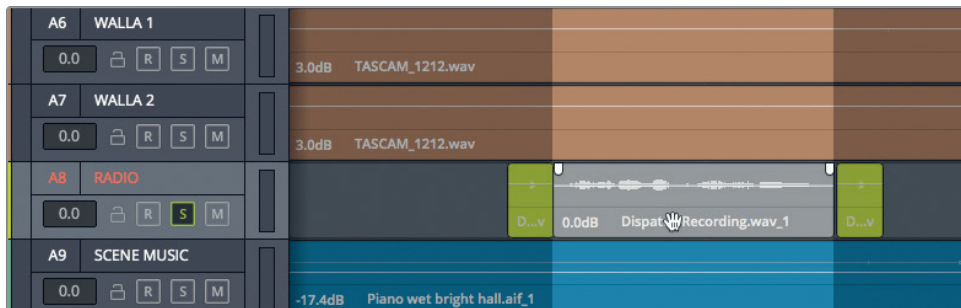 A6 WALLA 1
0.0 R S M
3.0dB TASCAM_1212.wav
A7 WALLA 2
0.0 R S M
3.0dB TASCAM_1212.wav
A8 RADIO
0.0 R S M
D...v 0.0dB Dispat Recording.wav_1 D...v
A9 SCENE MUSIC
0.0 R S M
-17.4dB Piano wet bright hall.aif_1